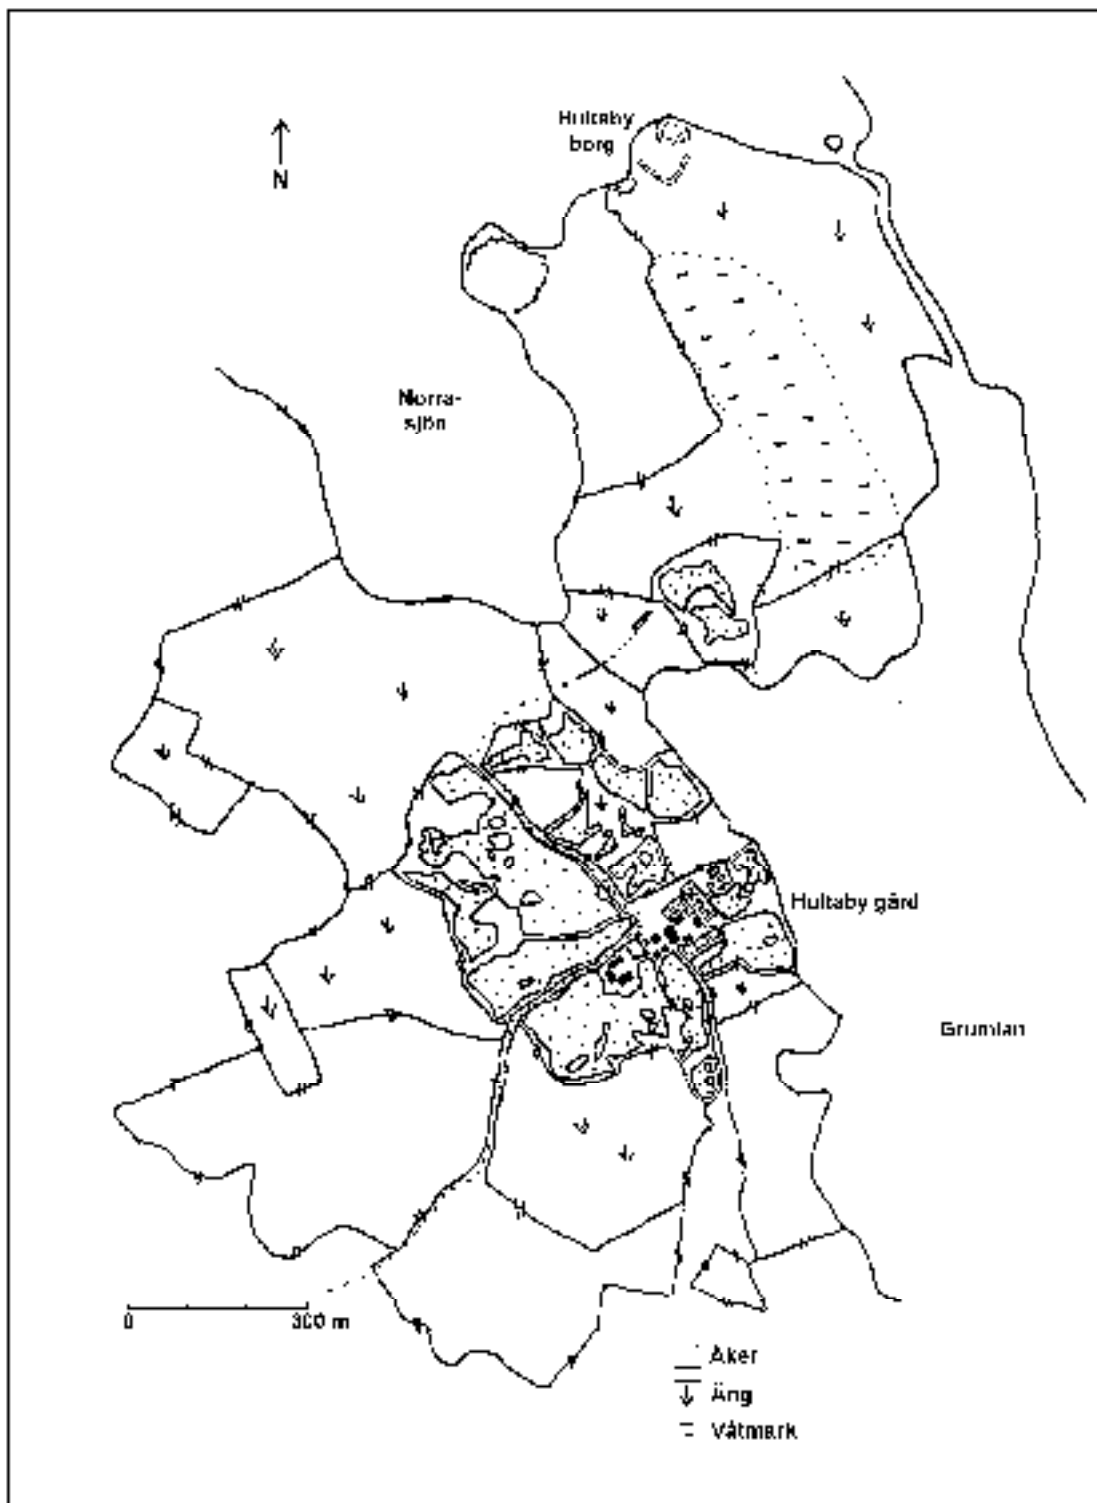 Hultaby
borg
N
Norra-
sjön
Hultaby gård
Grumlan
0 300 m
Åker
Äng
Våtmark